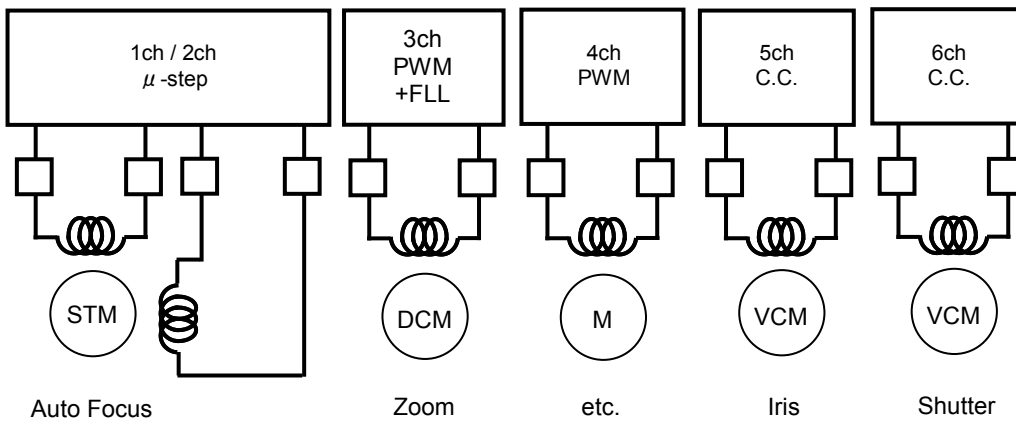 1ch / 2ch
μ-step
3ch
PWM
+FLL
4ch
PWM
5ch
C.C.
6ch
C.C.
STM
DCM
M
VCM
VCM
Auto Focus
Zoom
etc.
Iris
Shutter